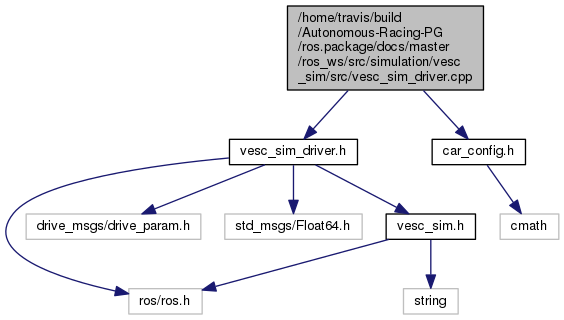 /home/travis/build
/Autonomous-Racing-PG
/ros.package/docs/master
/ros_ws/src/simulation/vesc
_sim/src/vesc_sim_driver.cpp
vesc_sim_driver.h
car_config.h
drive_msgs/drive_param.h
std_msgs/Float64.h
vesc_sim.h
cmath
ros/ros.h
string